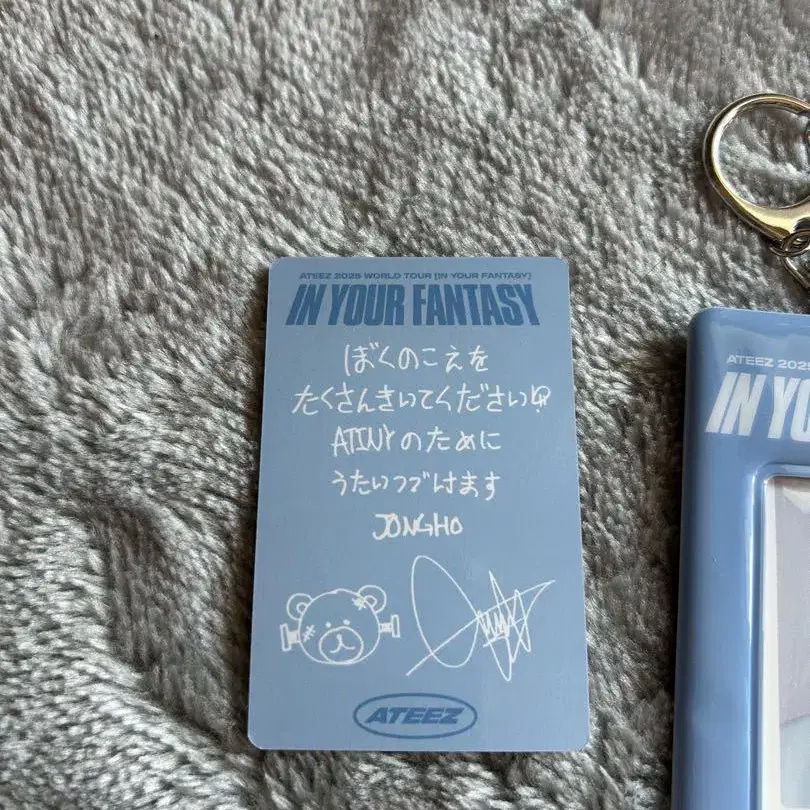 ATEEZ 2025 WORLD TOUR [IN YOUR FANTASY]
IN YOUR FANTASY
ぼくのこえを
たくさんきいてください!?
ATINYのために
うたいつづけます
JONGHO
ATEEZ
ATEEZ 2025
IN YO